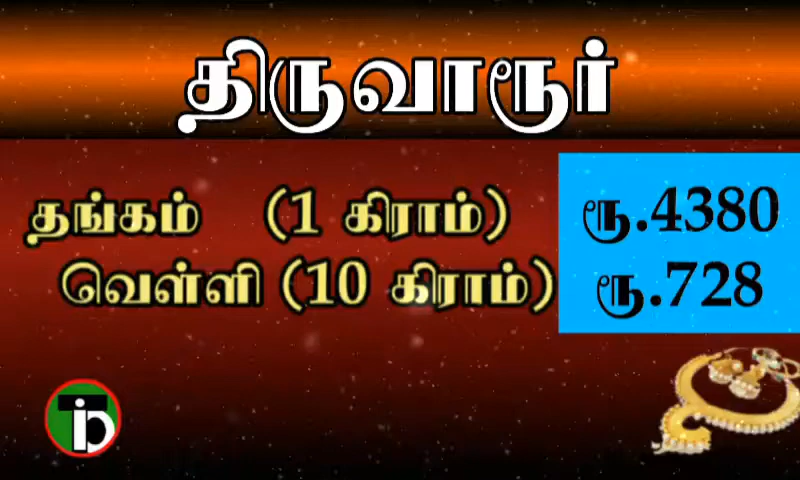 திருவாரூர்
தங்கம் (1 கிராம்) ரூ.4380
வெள்ளி (10 கிராம்) ரூ.728